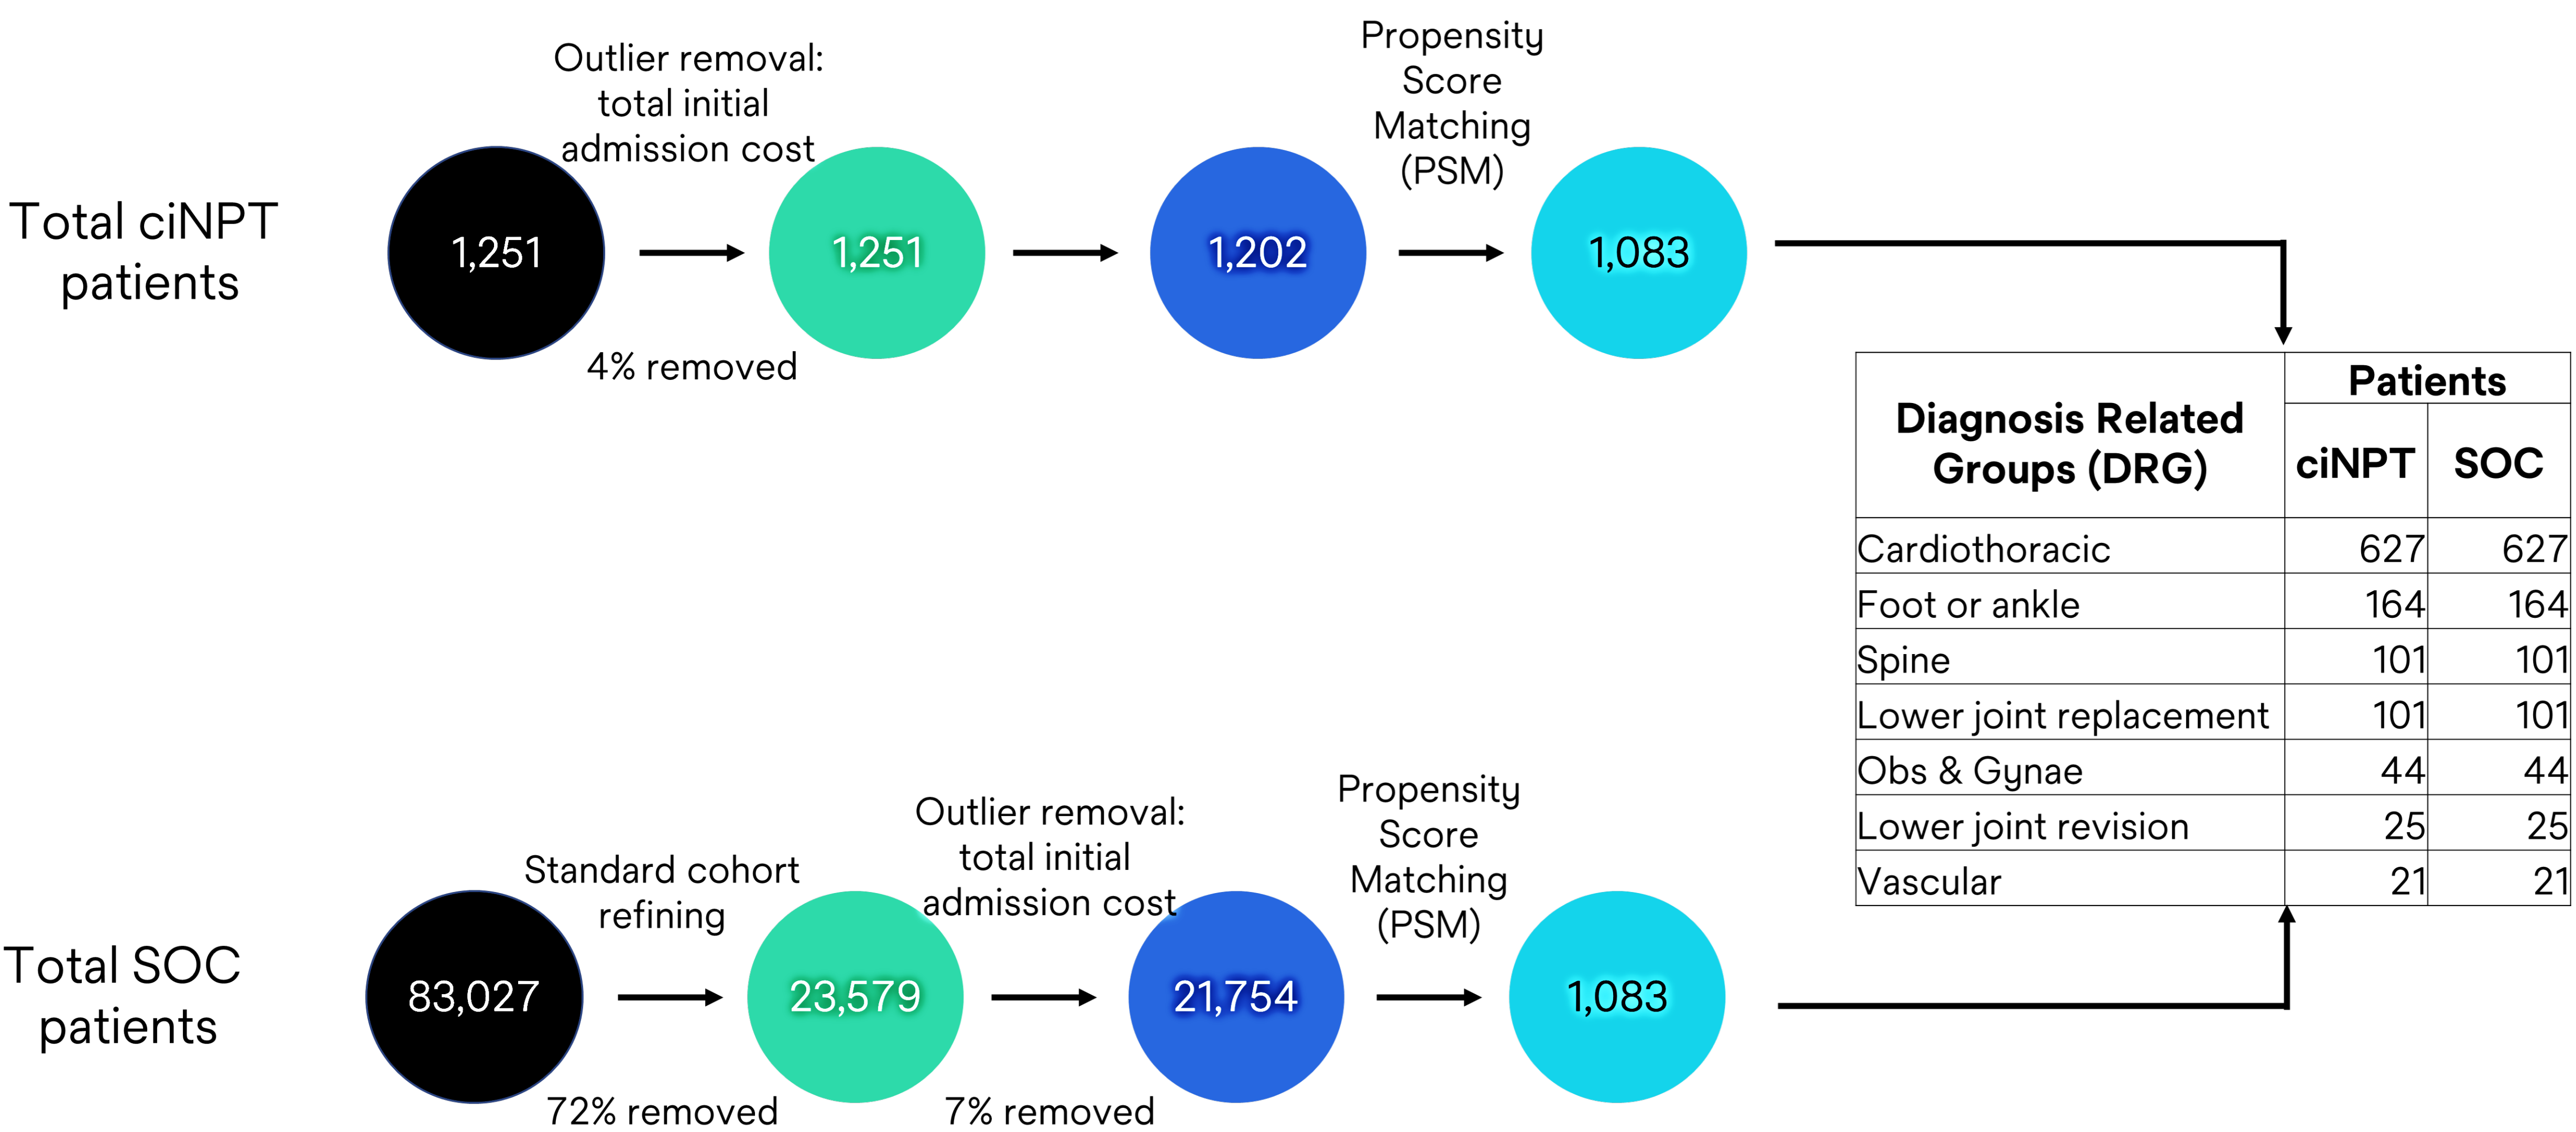 Total ciNPT
patients
1,251
Outlier removal:
total initial
admission cost
4% removed
1,251
1,202
Propensity
Score
Matching
(PSM)
1,083
Total SOC
patients
83,027
Standard cohort
refining
72% removed
23,579
Outlier removal:
total initial
admission cost
7% removed
21,754
Propensity
Score
Matching
(PSM)
1,083
Diagnosis Related
Groups (DRG)
Patients
ciNPT SOC
Cardiothoracic 627 627
Foot or ankle 164 164
Spine 101 101
Lower joint replacement 101 101
Obs & Gynae 44 44
Lower joint revision 25 25
Vascular 21 21